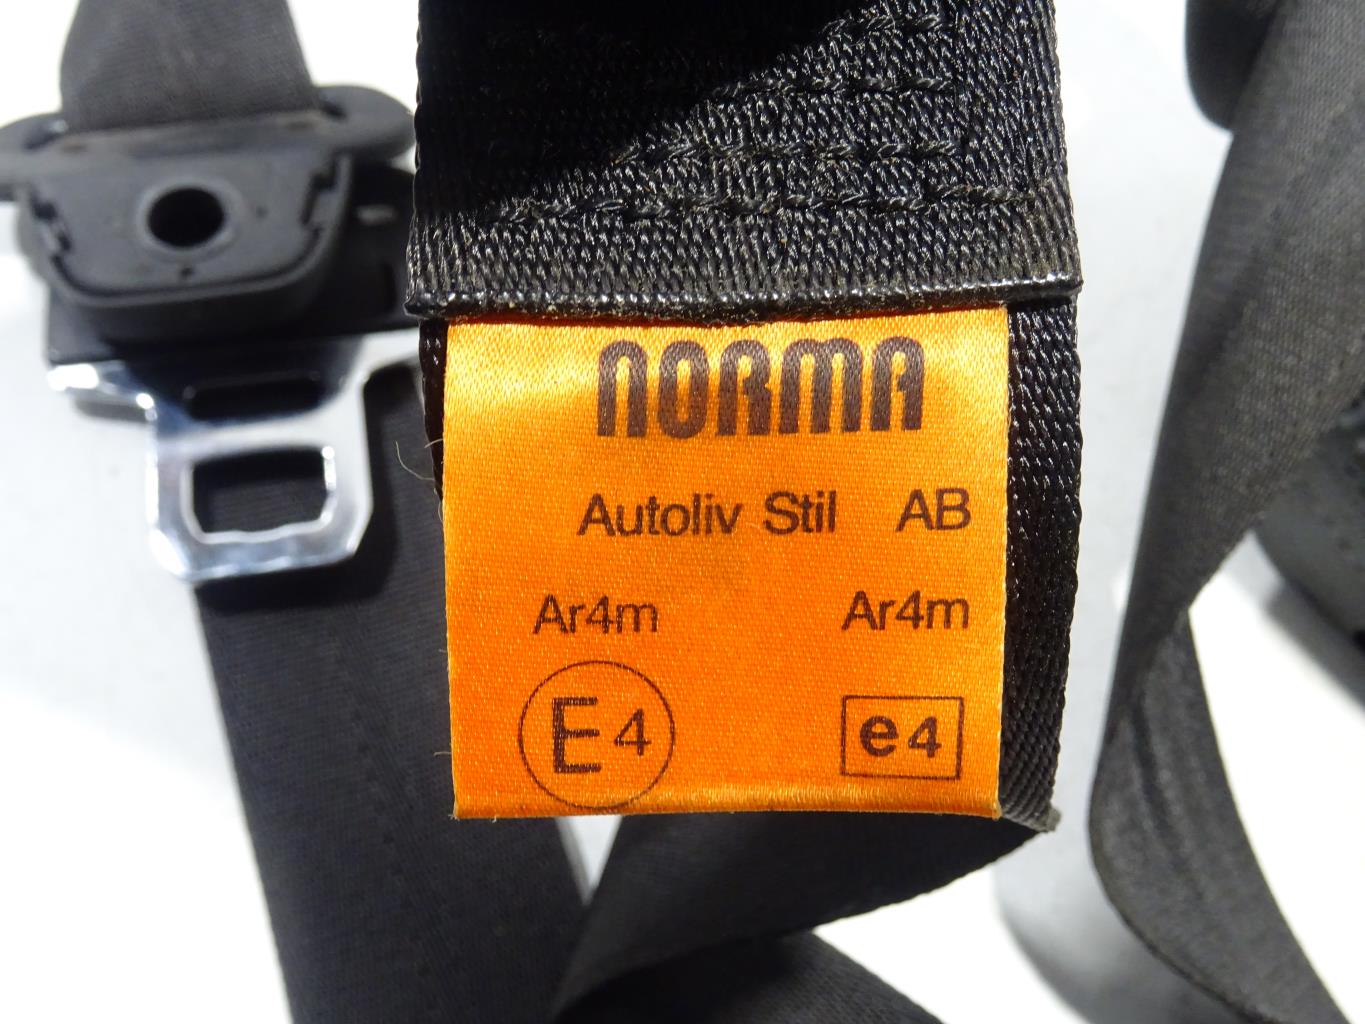 NORMA
Autoliv Stil AB
Ar4m Ar4m
E4 e4